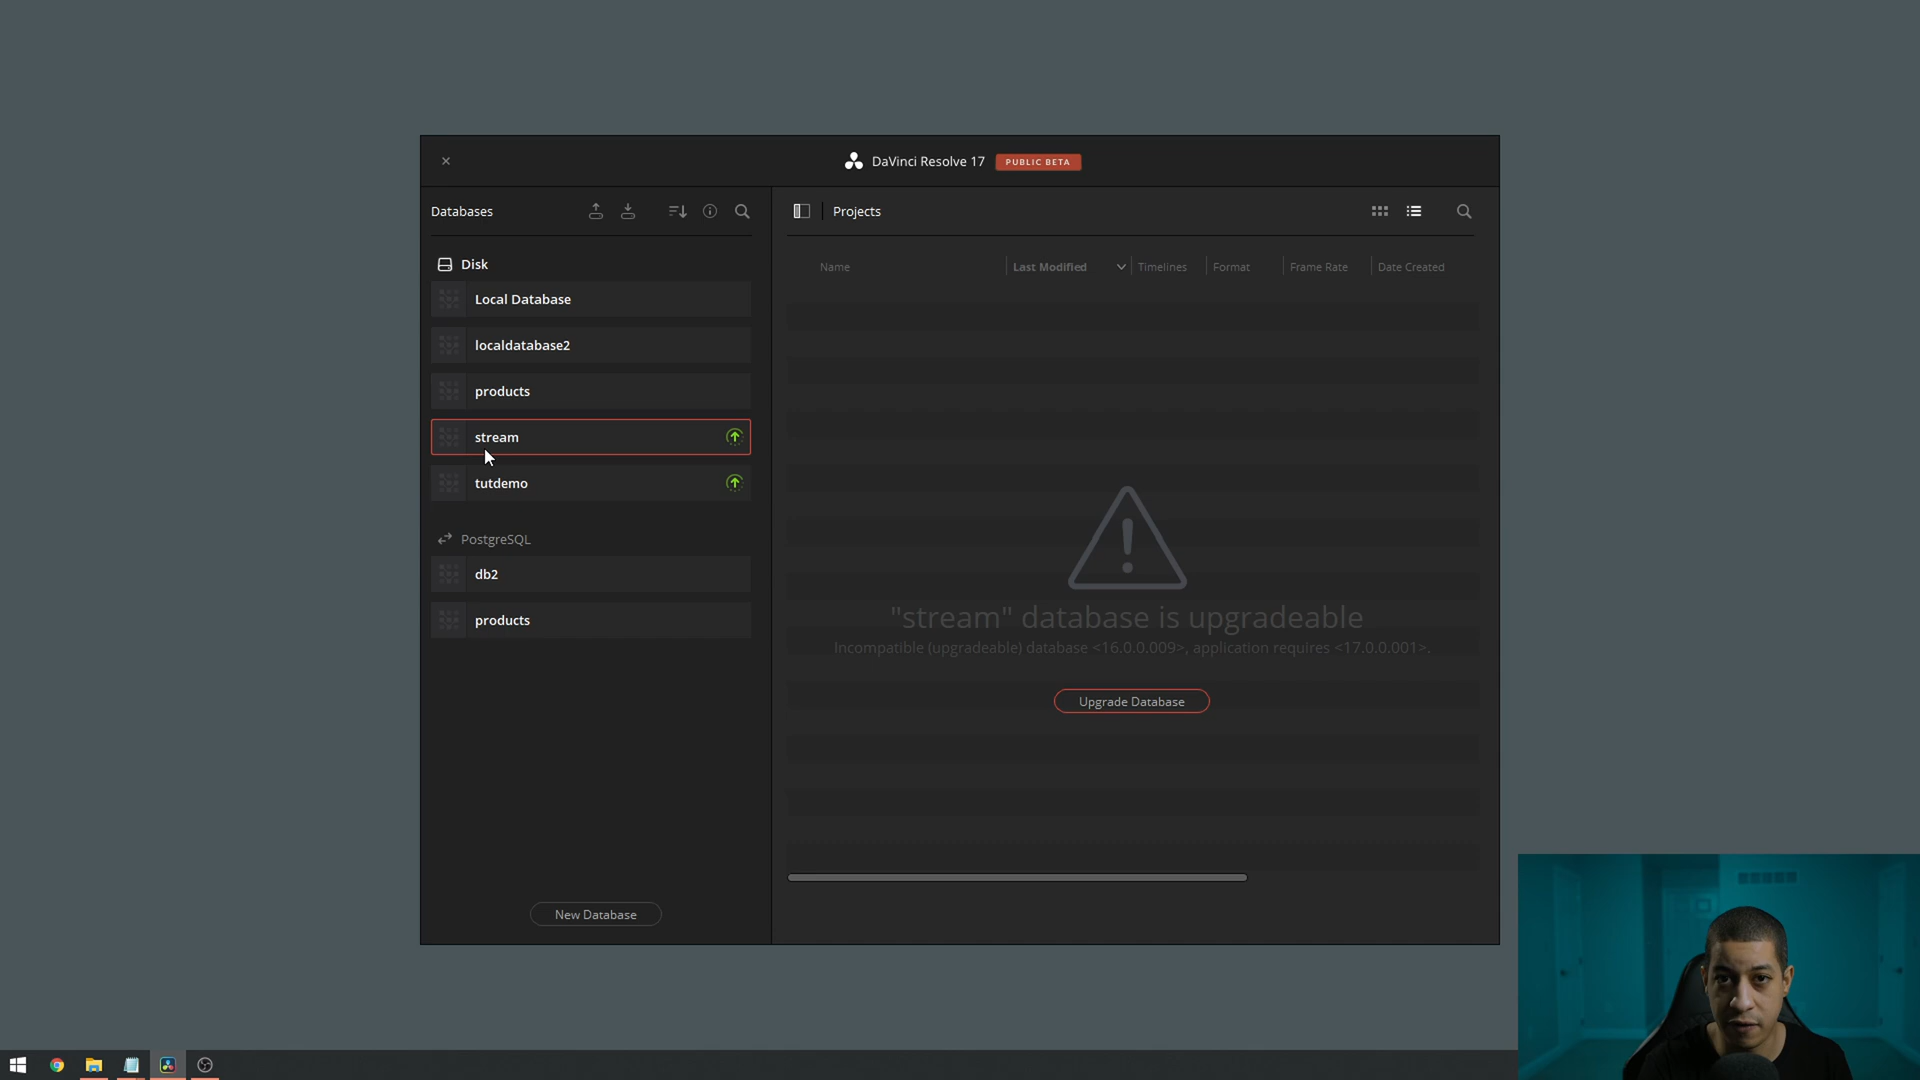 DaVinci Resolve 17 PUBLIC BETA
Databases
Disk
Local Database
localdatabase2
products
stream
tutdemo
PostgreSQL
db2
products
New Database
Projects
Name Last Modified Timelines Format Frame Rate Date Created
"stream" database is upgradeable
Incompatible (upgradeable) database <16.0.0.009>, application requires <17.0.0.001>.
Upgrade Database